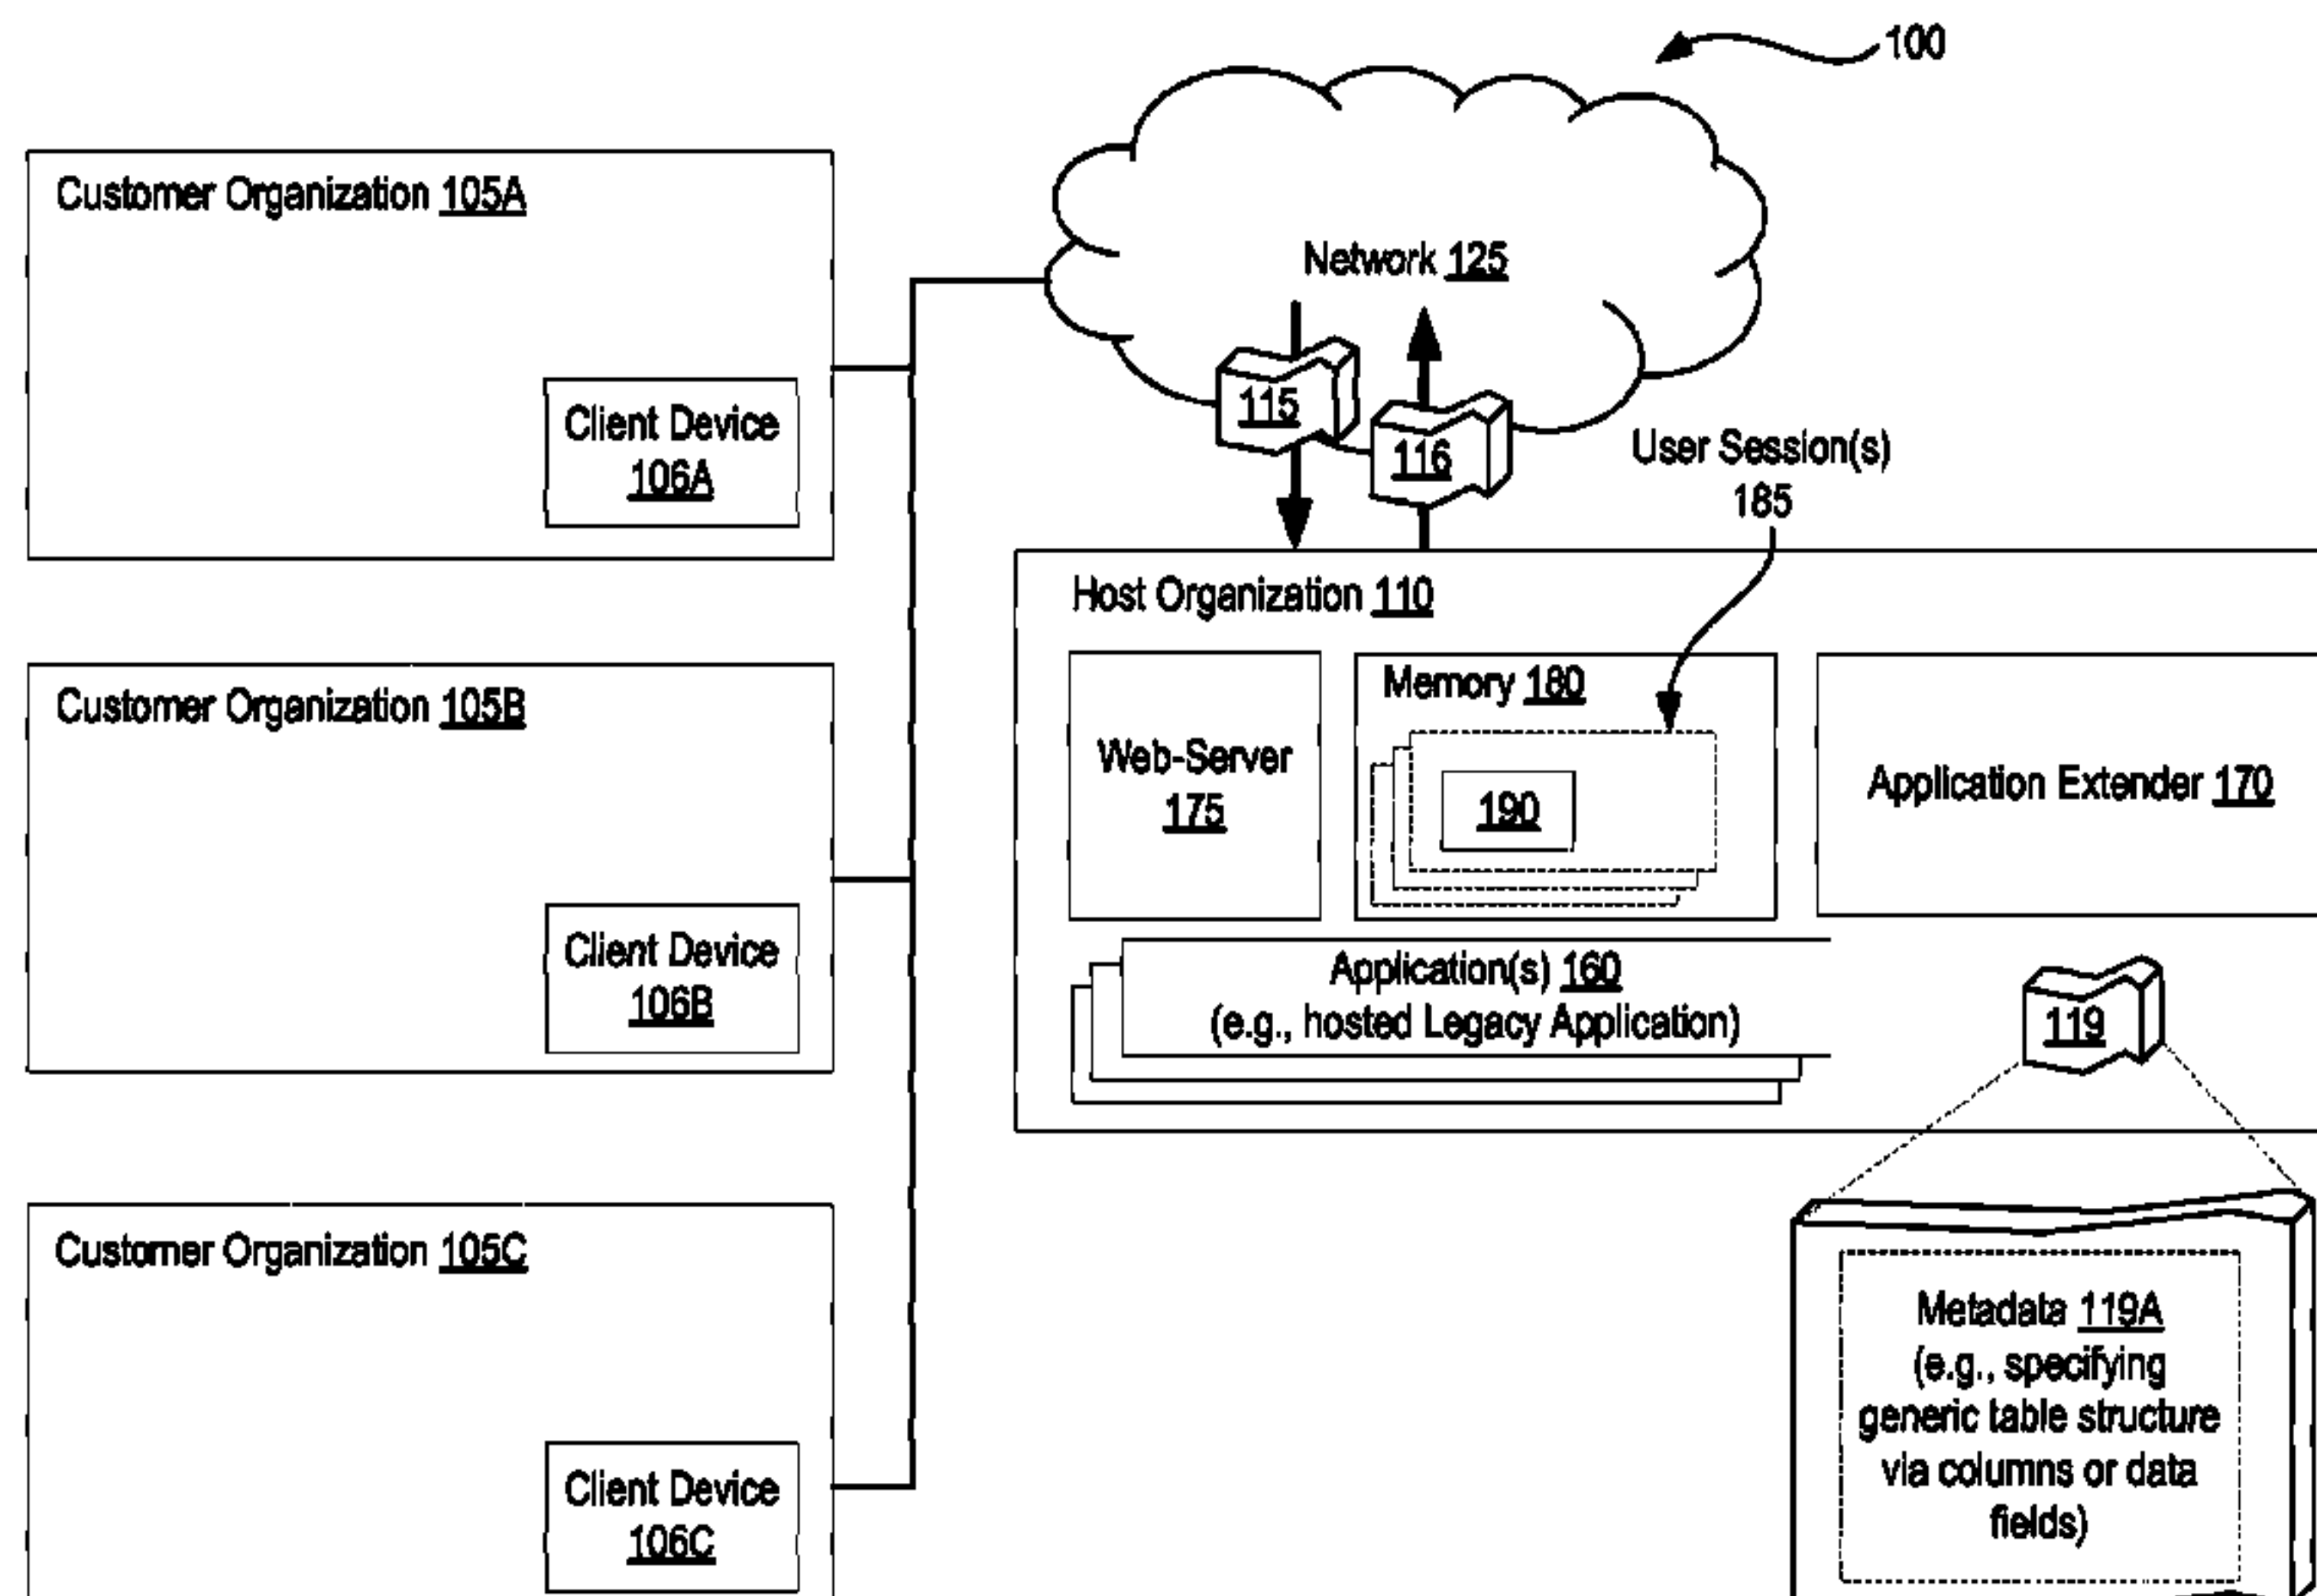 100
Customer Organization 105A
Client Device
106A
Network 125
115
116
User Session(s)
185
Host Organization 110
Customer Organization 105B
Client Device
106B
Web-Server
175
Memory 180
190
Application Extender 170
Application(s) 160
(e.g., hosted Legacy Application)
119
Customer Organization 105C
Client Device
106C
Metadata 119A
(e.g., specifying
generic table structure
via columns or data
fields)